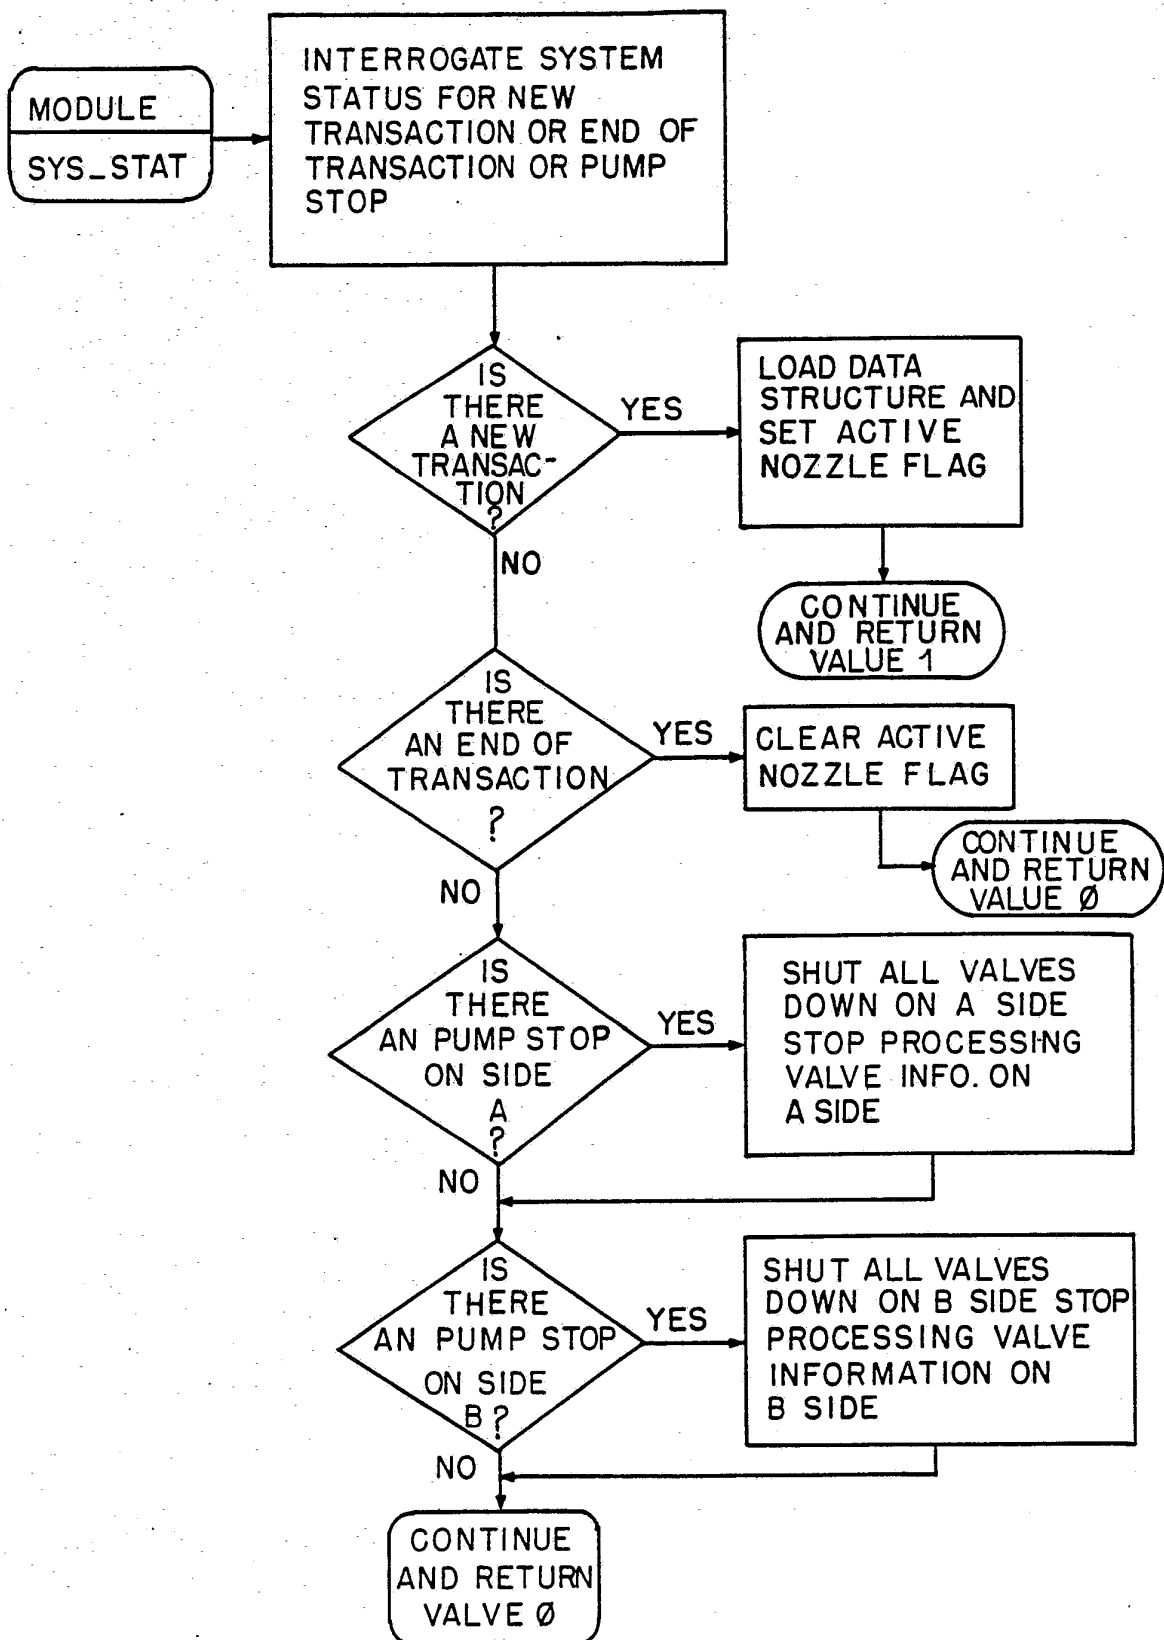 MODULE
SYS_STAT
INTERROGATE SYSTEM
STATUS FOR NEW
TRANSACTION OR END OF
TRANSACTION OR PUMP
STOP
IS
THERE
A NEW
TRANSAC-
TION
?
YES
LOAD DATA
STRUCTURE AND
SET ACTIVE
NOZZLE FLAG
CONTINUE
AND RETURN
VALUE 1
NO
IS
THERE
AN END OF
TRANSACTION
?
YES
CLEAR ACTIVE
NOZZLE FLAG
CONTINUE
AND RETURN
VALUE Ø
NO
IS
THERE
AN PUMP STOP
ON SIDE
A
?
YES
SHUT ALL VALVES
DOWN ON A SIDE
STOP PROCESSING
VALVE INFO. ON
A SIDE
NO
IS
THERE
AN PUMP STOP
ON SIDE
B?
YES
SHUT ALL VALVES
DOWN ON B SIDE STOP
PROCESSING VALVE
INFORMATION ON
B SIDE
NO
CONTINUE
AND RETURN
VALVE Ø